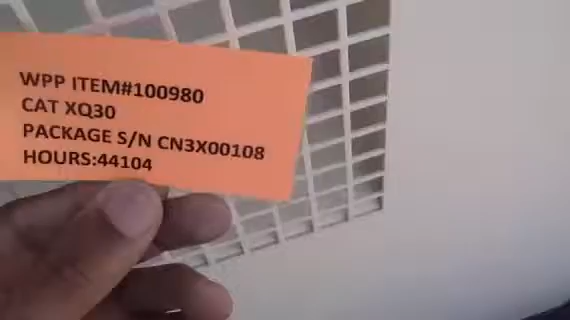 WPP ITEM#100980
CAT XQ30
PACKAGE S/N CN3X00108
HOURS:44104